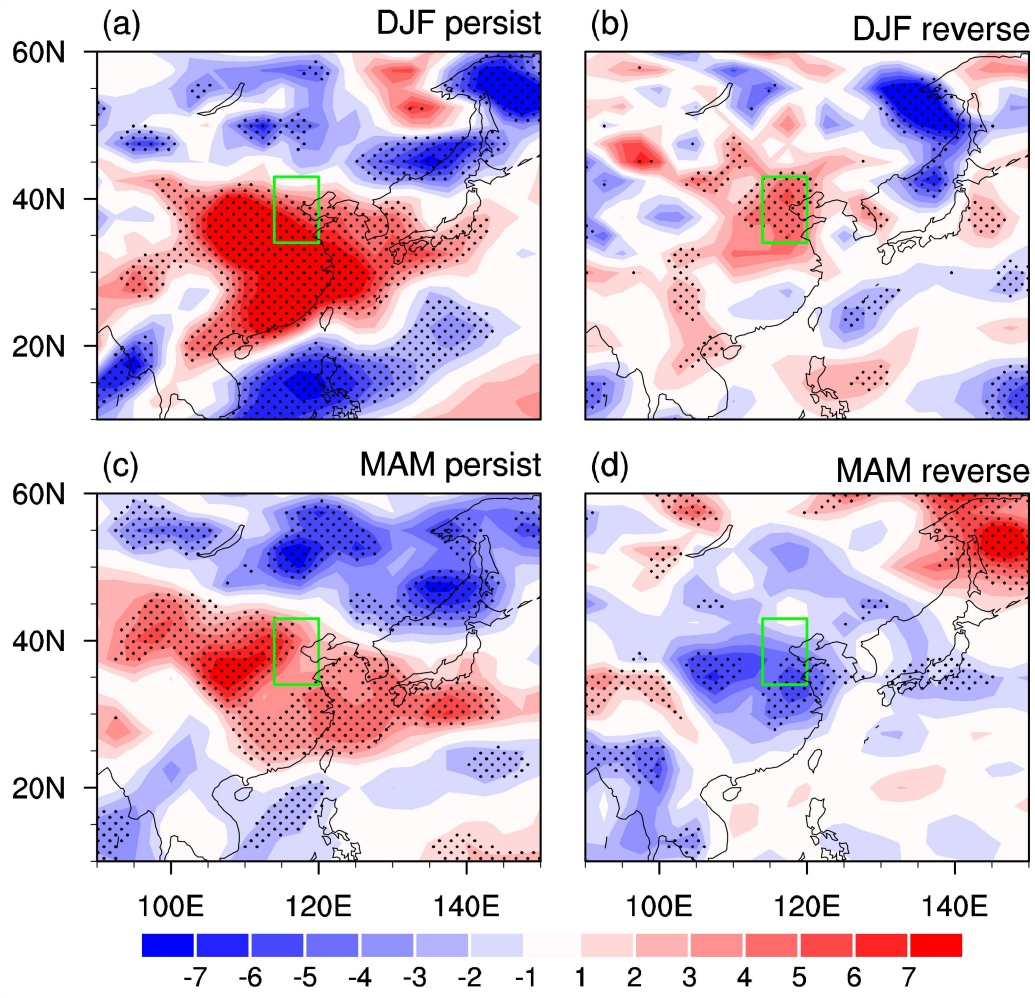 (a) DJF persist (b) DJF reverse
60N
40N
20N
(c) MAM persist (d) MAM reverse
60N
40N
20N
100E 120E 140E 100E 120E 140E
-7 -6 -5 -4 -3 -2 -1 1 2 3 4 5 6 7